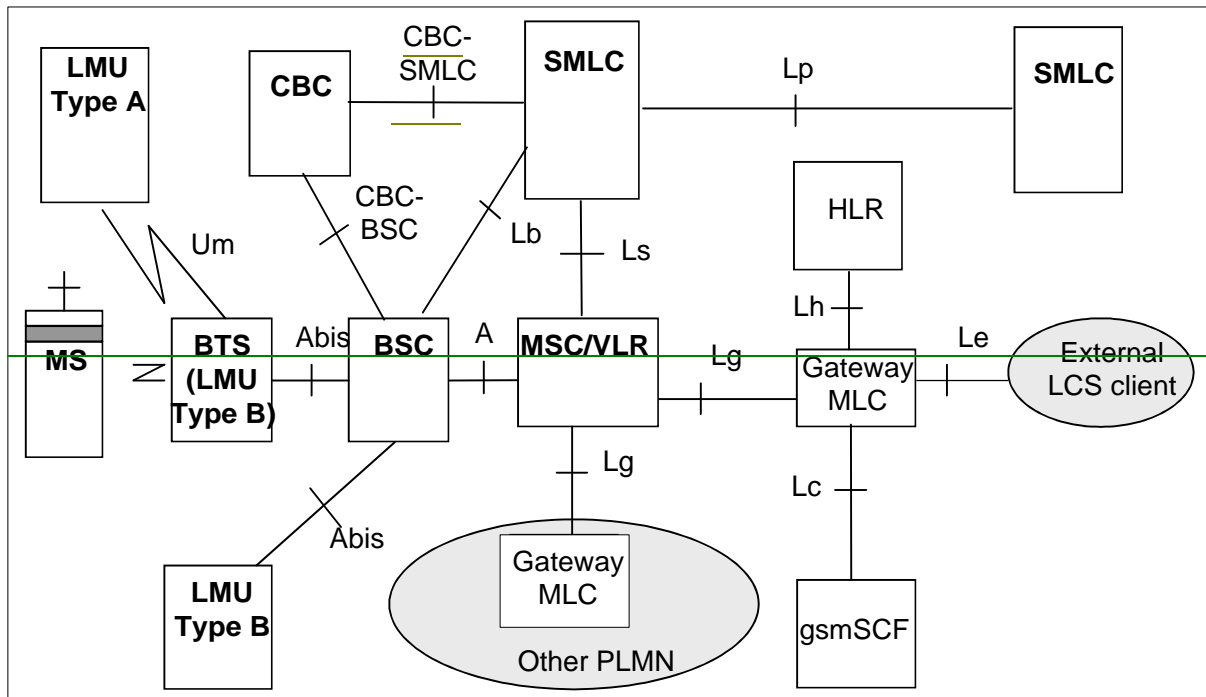 LMU
Type A
CBC
CBC-
SMLC
SMLC
Lp
SMLC
CBC-
BSC
Lb
Ls
HLR
Um
Lh
MS
BTS
(LMU
Type B)
Abis
BSC
A
MSC/VLR
Lg
Gateway
MLC
Le
External
LCS client
Lg
Lc
Abis
LMU
Type B
Gateway
MLC
Other PLMN
gsmSCF